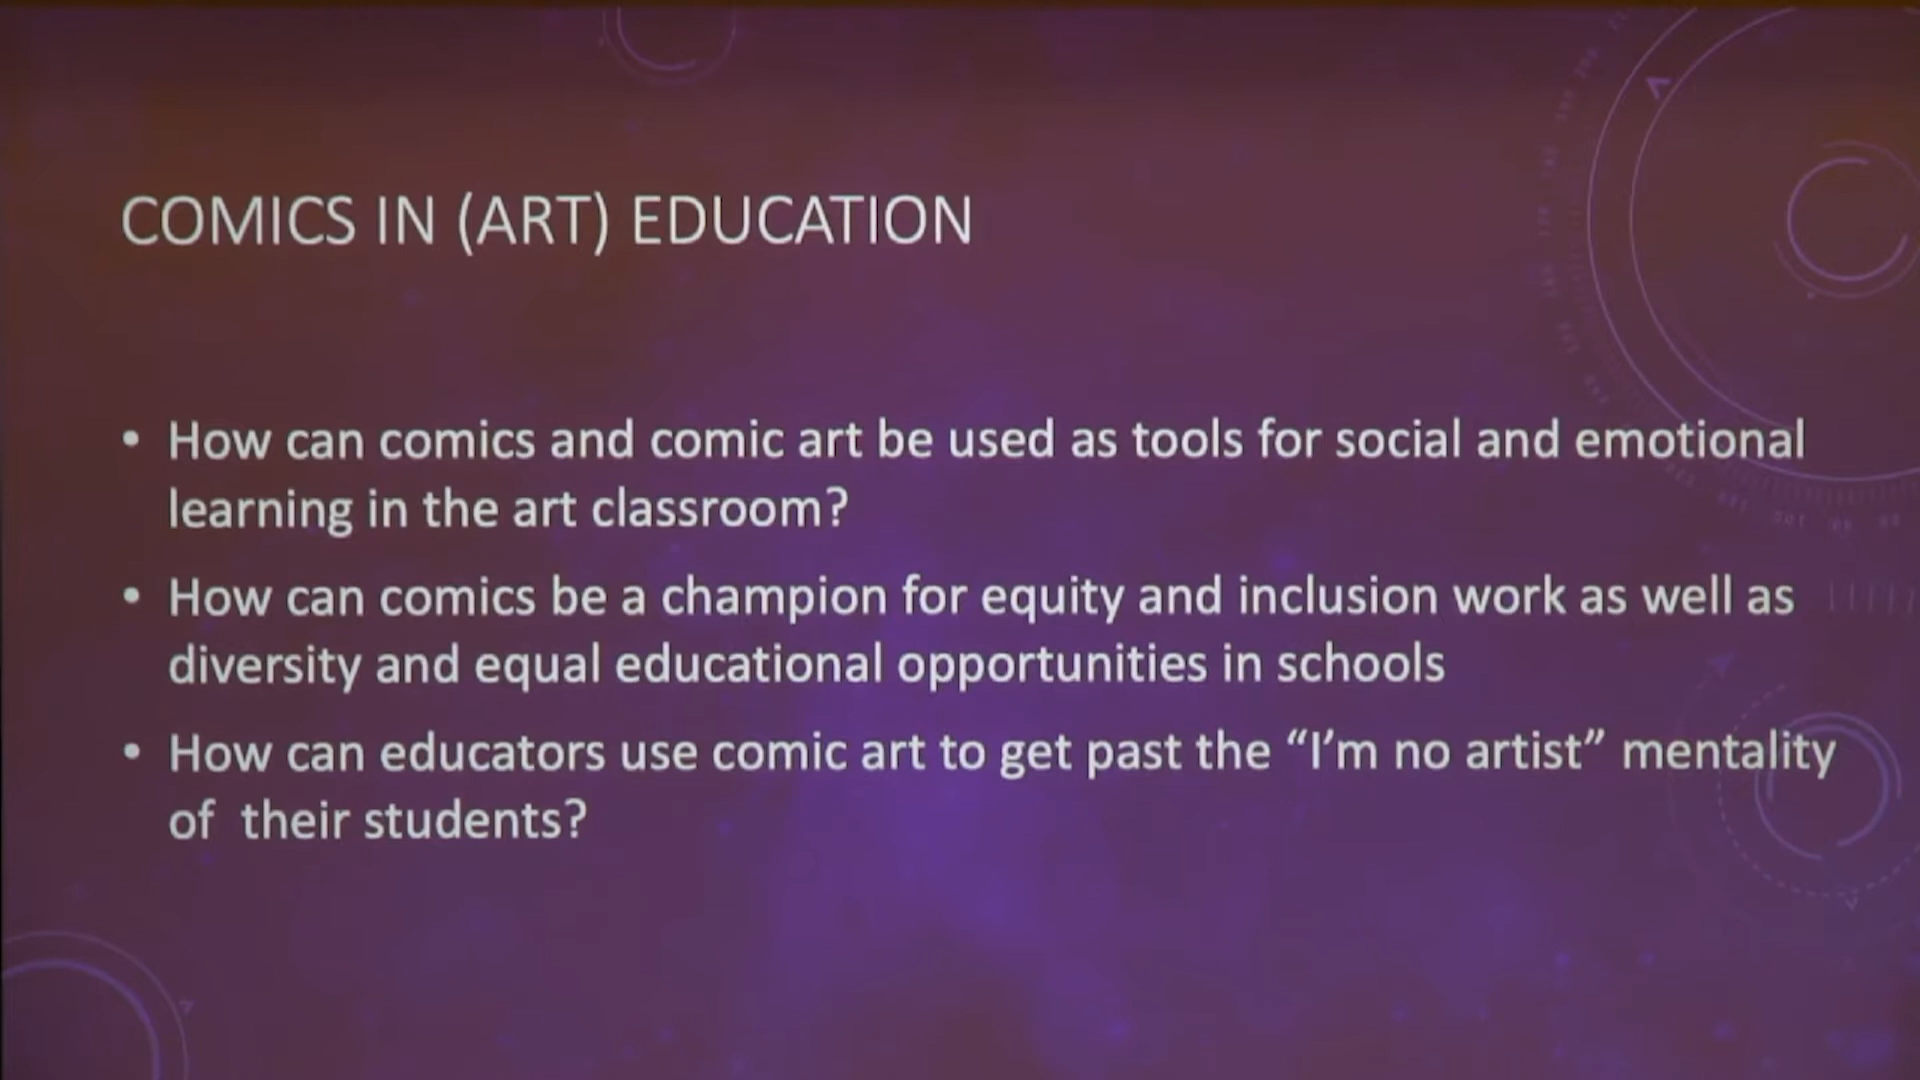 COMICS IN (ART) EDUCATION
• How can comics and comic art be used as tools for social and emotional
learning in the art classroom?
• How can comics be a champion for equity and inclusion work as well as
diversity and equal educational opportunities in schools
• How can educators use comic art to get past the “I’m no artist” mentality
of  their students?